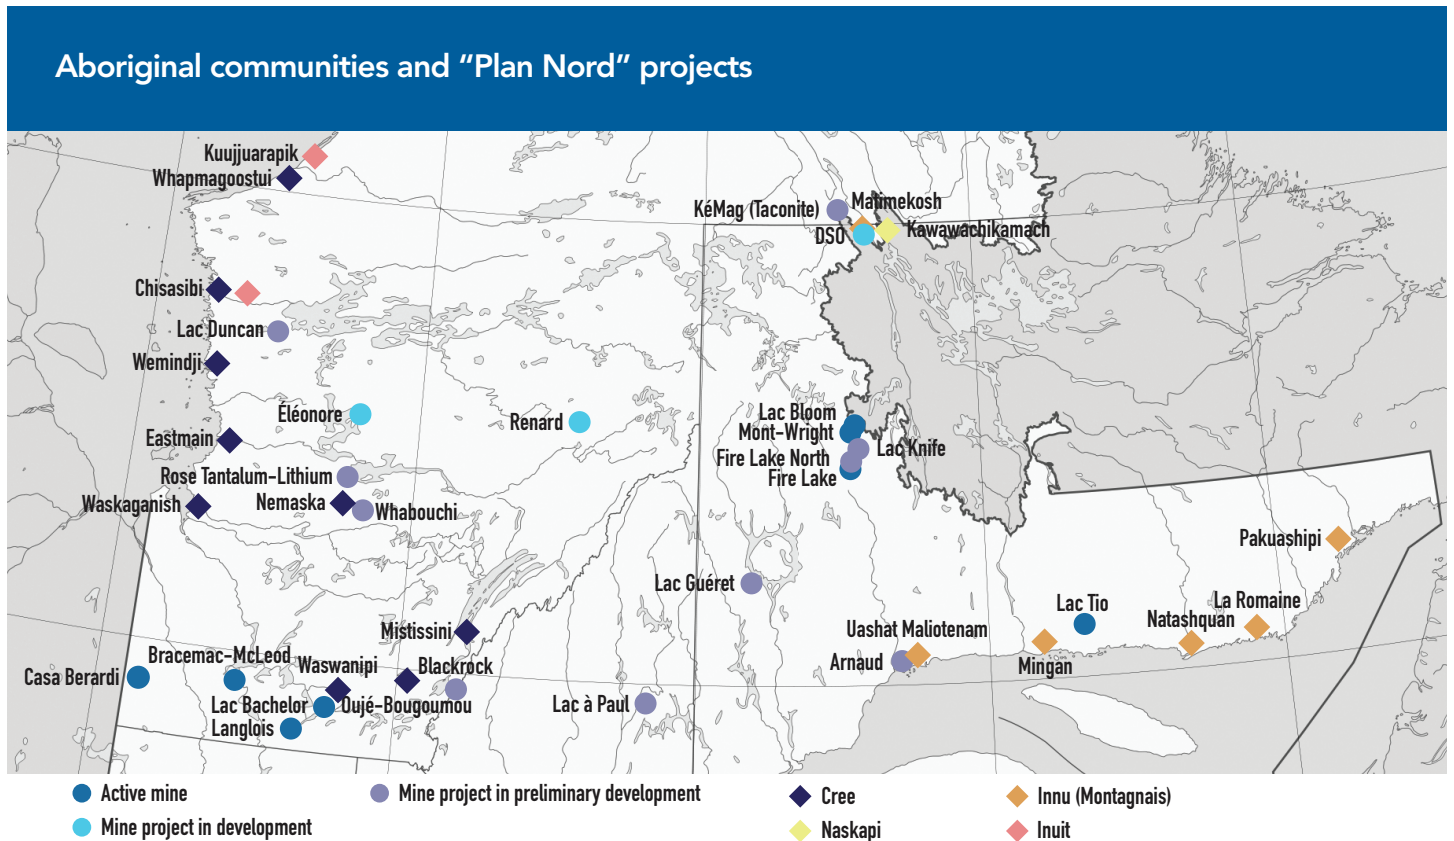 Aboriginal communities and “Plan Nord” projects
Kuujjuarapik
Whapmagoostui
KéMag (Taconite)
Matimekosh
DSO
Kawawachikamach
Chisasibi
Lac Duncan
Wemindji
Éléonore
Renard
Lac Bloom
Mont-Wright
Eastmain
Fire Lake North
Lac Knife
Fire Lake
Rose Tantalum-Lithium
Waskaganish
Nemaska
Whabouchi
Pakuashipi
Lac Guéret
Lac Tio
La Romaine
Natashquan
Mistissini
Uashat Maliotenam
Arnaud
Mingan
Bracemac-McLeod
Waswanipi
Blackrock
Casa Berardi
Lac Bachelor
Oujé-Bougoumou
Lac à Paul
Langlois
Active mine
Mine project in preliminary development
Cree
Innu (Montagnais)
Mine project in development
Naskapi
Inuit